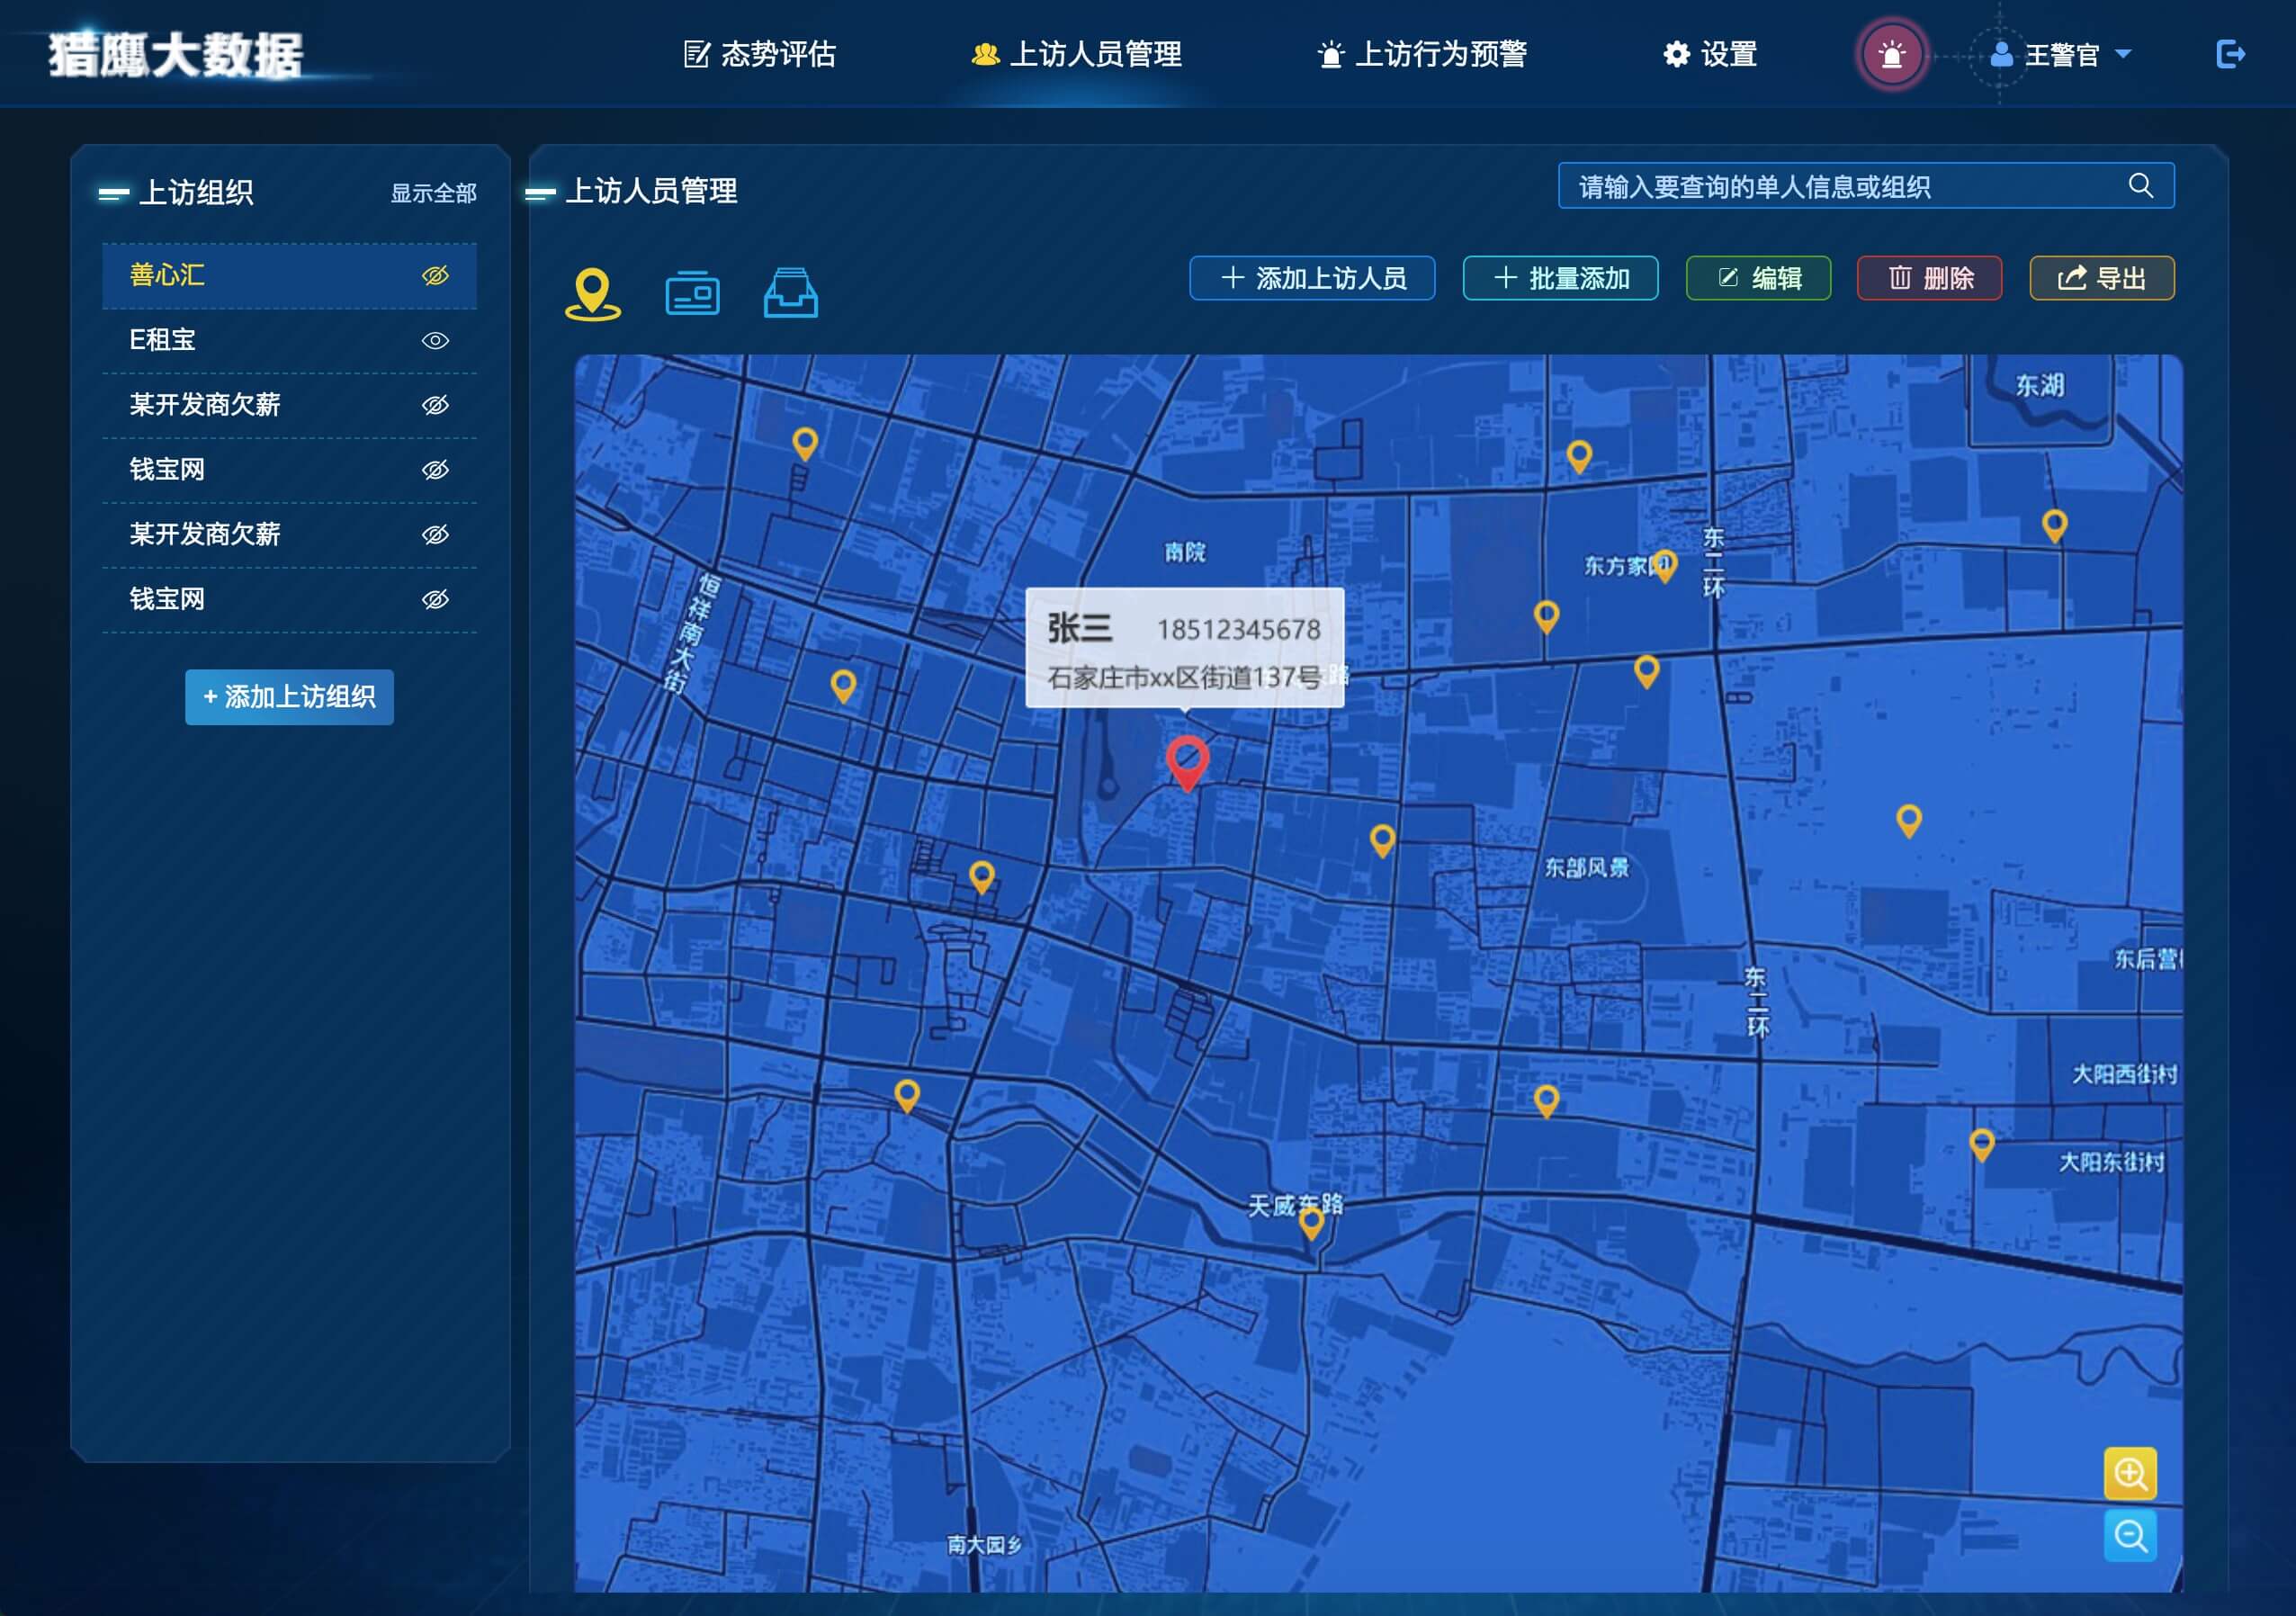 猎鹰大数据
态势评估
上访人员管理
上访行为预警
设置
王警官
上访组织
显示全部
善心汇
E租宝
某开发商欠薪
钱宝网
某开发商欠薪
钱宝网
+ 添加上访组织
上访人员管理
请输入要查询的单人信息或组织
添加上访人员
批量添加
编辑
删除
导出
东湖
南院
东方家园
东二环
恒祥南大街
张三 18512345678
石家庄市xx区街道137号
路
东部风景
东后营
东二环
大阳西街村
大阳东街村
天威东路
南大园乡